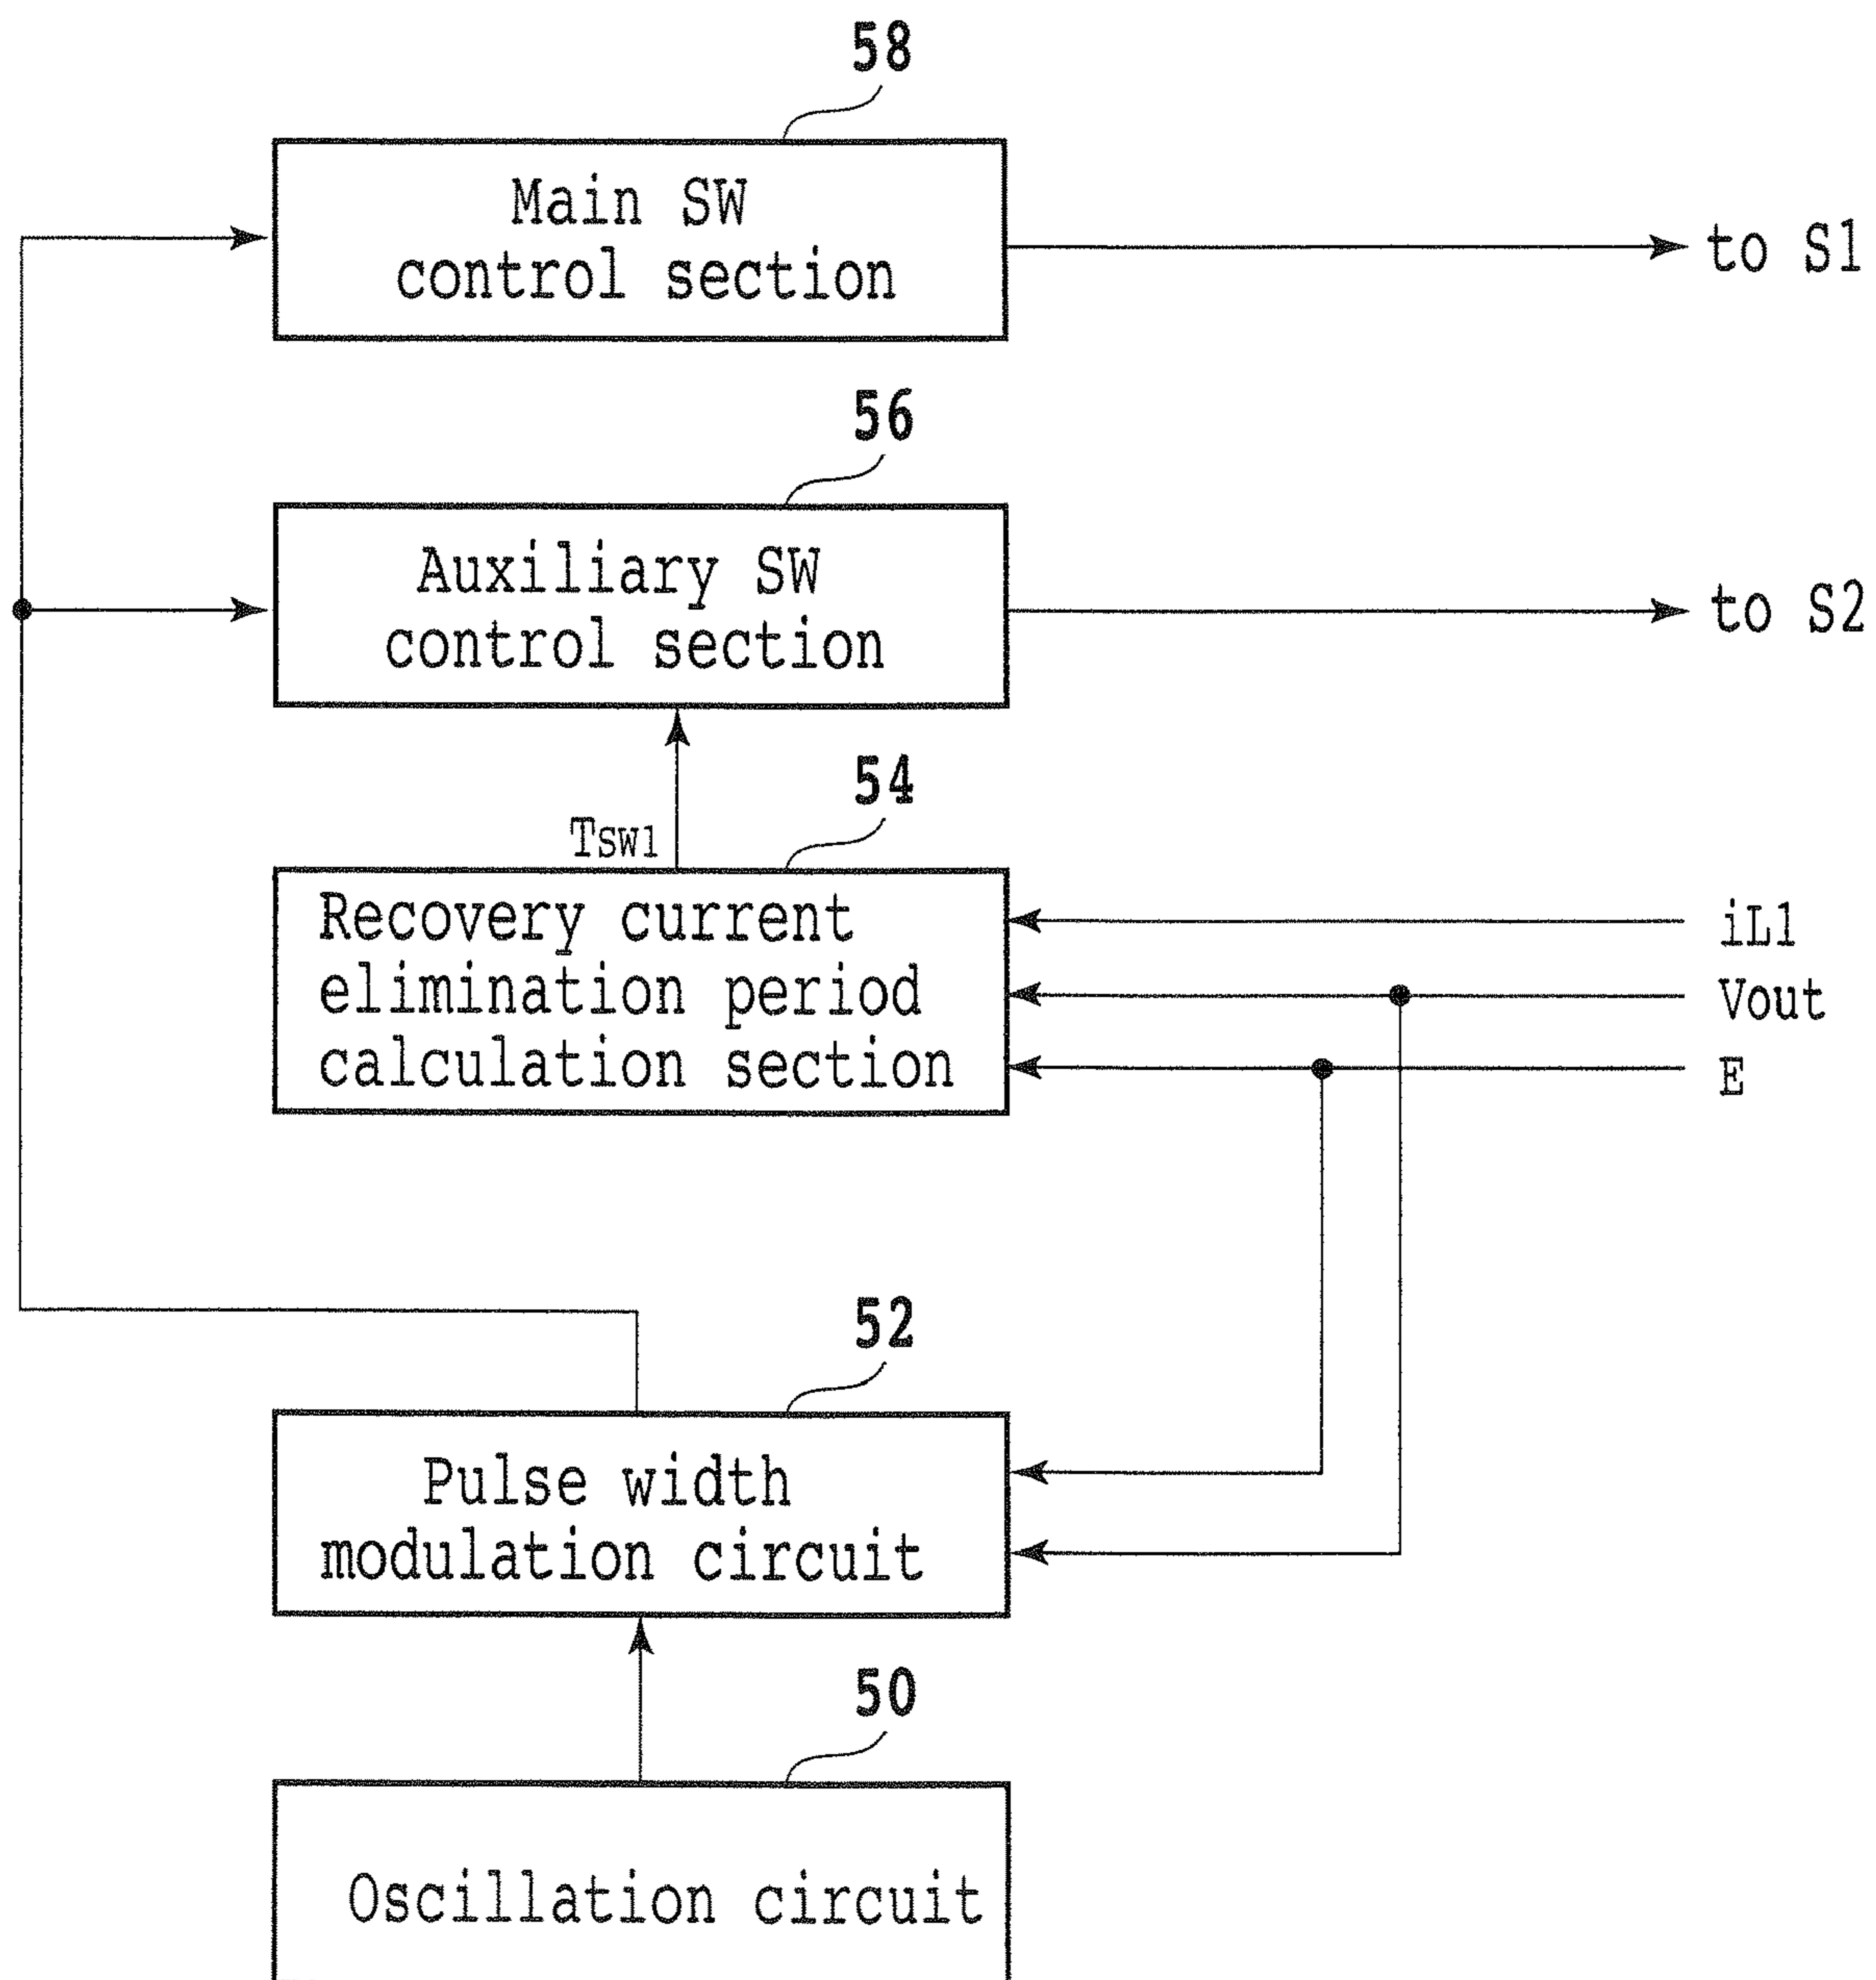 58
Main SW
control section
to S1
56
Auxiliary SW
control section
to S2
54
TSW1
Recovery current
elimination period
calculation section
iL1
Vout
E
52
Pulse width
modulation circuit
50
Oscillation circuit